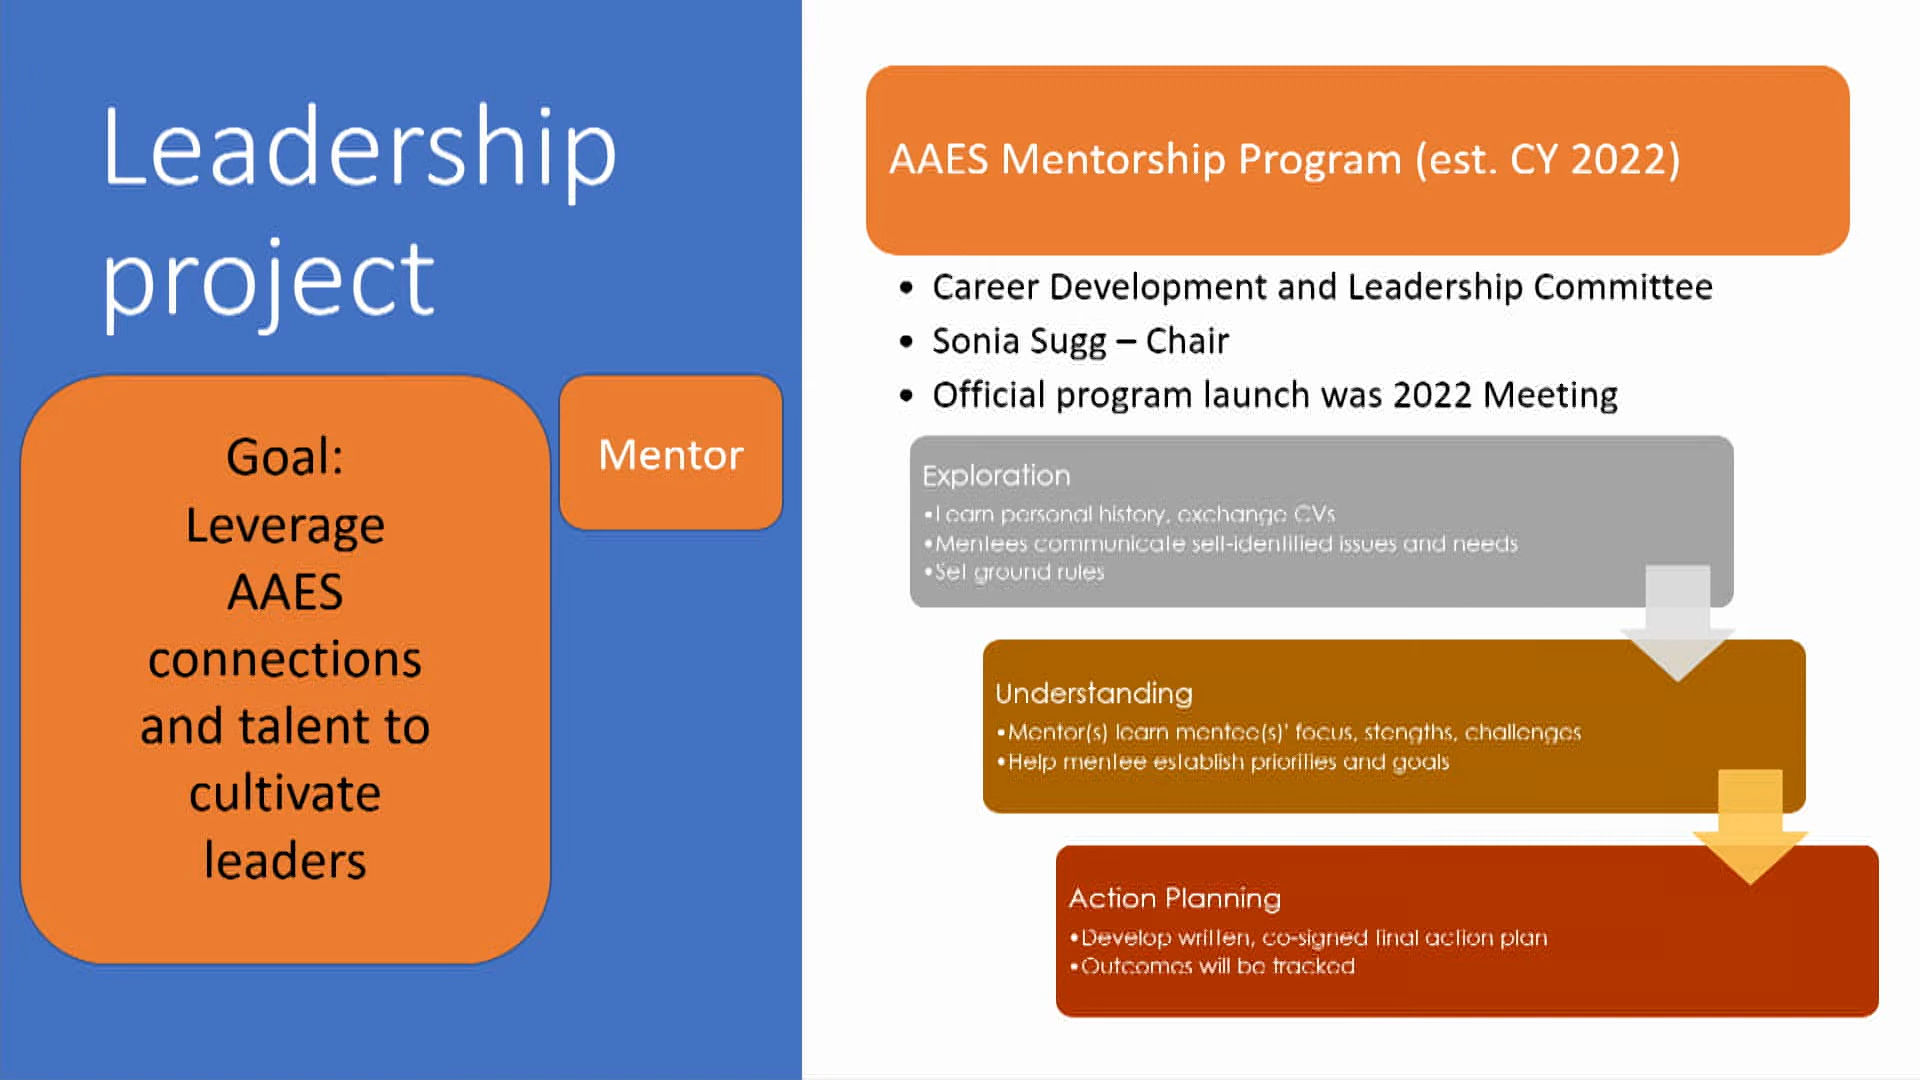 Leadership
project
Goal:
Leverage
AAES
connections
and talent to
cultivate
leaders
Mentor
AAES Mentorship Program (est. CY 2022)
• Career Development and Leadership Committee
• Sonia Sugg – Chair
• Official program launch was 2022 Meeting
Exploration
•Learn personal history, exchange CVs
•Mentees communicate self-identified issues and needs
•Set ground rules
Understanding
•Mentor(s) learn mentee(s)' focus, stengths, challenges
•Help mentee establish priorities and goals
Action Planning
•Develop written, co-signed final action plan
•Outcomes will be tracked